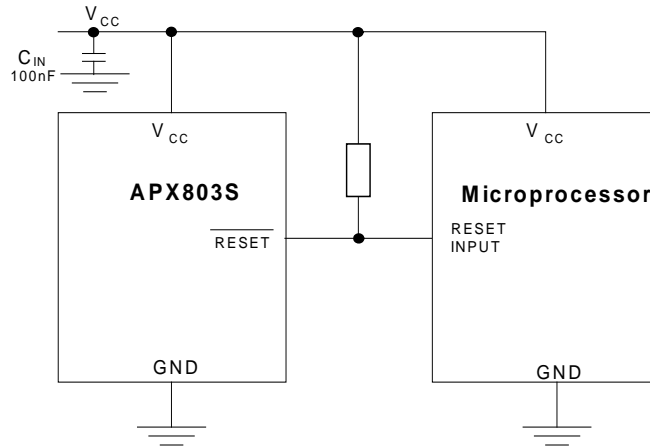 VCC
CIN
100nF
VCC
APX803S
RESET
GND
VCC
Microprocessor
RESET
INPUT
GND